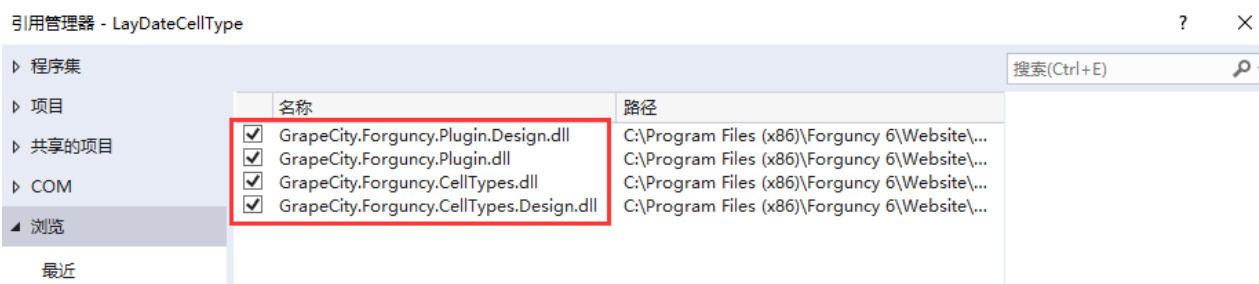 引用管理器 - LayDateCellType
? ×
程序集
搜索(Ctrl+E)
项目
共享的项目
COM
浏览
最近
名称 路径
GrapeCity.Forguncy.Plugin.Design.dll C:\Program Files (x86)\Forguncy 6\Website\...
GrapeCity.Forguncy.Plugin.dll C:\Program Files (x86)\Forguncy 6\Website\...
GrapeCity.Forguncy.CellTypes.dll C:\Program Files (x86)\Forguncy 6\Website\...
GrapeCity.Forguncy.CellTypes.Design.dll C:\Program Files (x86)\Forguncy 6\Website\...